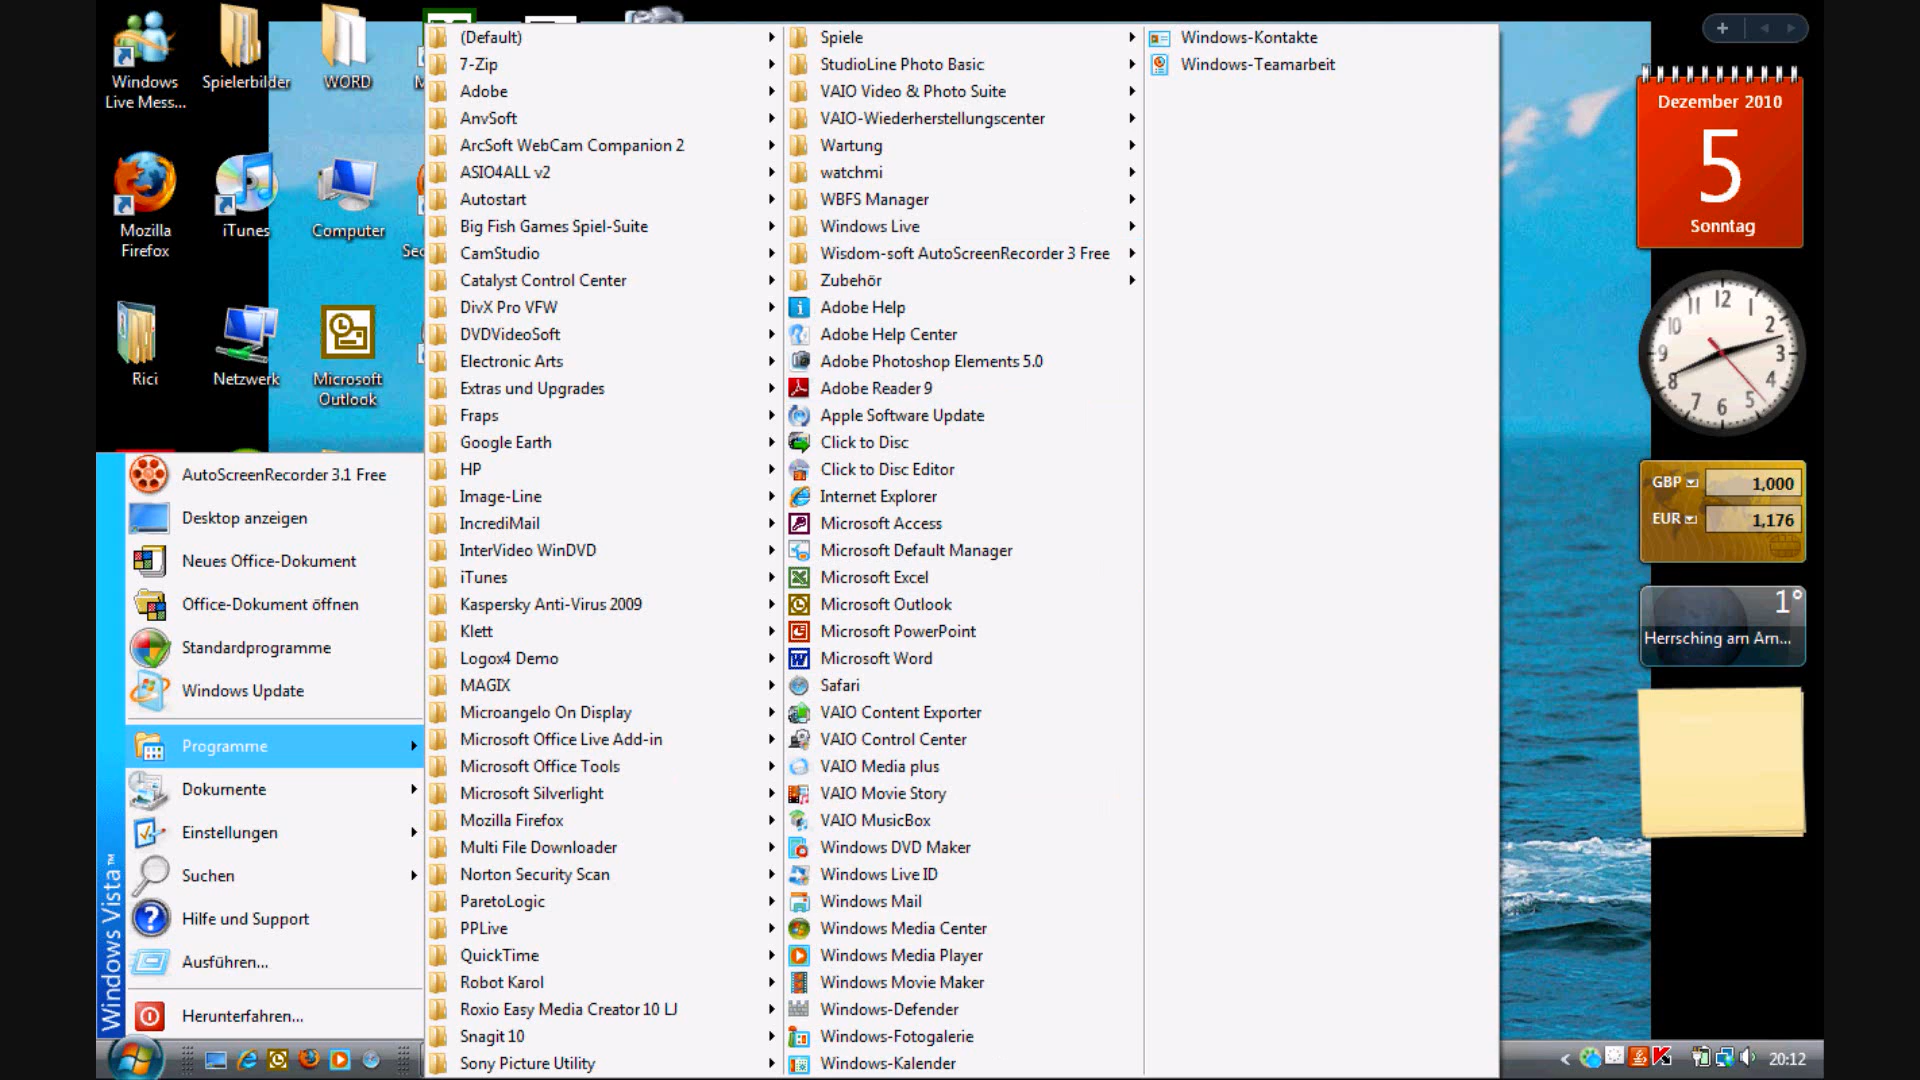 Windows
Live Mess...
Spielerbilder
WORD
Mozilla
Firefox
iTunes
Computer
Rici
Netzwerk
Microsoft
Outlook
AutoScreenRecorder 3.1 Free
Desktop anzeigen
Neues Office-Dokument
Office-Dokument öffnen
Standardprogramme
Windows Update
Programme
Dokumente
Einstellungen
Suchen
Hilfe und Support
Ausführen...
Herunterfahren...
Windows Vista™
(Default)
7-Zip
Adobe
AnvSoft
ArcSoft WebCam Companion 2
ASIO4ALL v2
Autostart
Big Fish Games Spiel-Suite
CamStudio
Catalyst Control Center
DivX Pro VFW
DVDVideoSoft
Electronic Arts
Extras und Upgrades
Fraps
Google Earth
HP
Image-Line
IncrediMail
InterVideo WinDVD
iTunes
Kaspersky Anti-Virus 2009
Klett
Logox4 Demo
MAGIX
Microangelo On Display
Microsoft Office Live Add-in
Microsoft Office Tools
Microsoft Silverlight
Mozilla Firefox
Multi File Downloader
Norton Security Scan
ParetoLogic
PPLive
QuickTime
Robot Karol
Roxio Easy Media Creator 10 LJ
Snagit 10
Sony Picture Utility
Spiele
StudioLine Photo Basic
VAIO Video & Photo Suite
VAIO-Wiederherstellungscenter
Wartung
watchmi
WBFS Manager
Windows Live
Wisdom-soft AutoScreenRecorder 3 Free
Zubehör
Adobe Help
Adobe Help Center
Adobe Photoshop Elements 5.0
Adobe Reader 9
Apple Software Update
Click to Disc
Click to Disc Editor
Internet Explorer
Microsoft Access
Microsoft Default Manager
Microsoft Excel
Microsoft Outlook
Microsoft PowerPoint
Microsoft Word
Safari
VAIO Content Exporter
VAIO Control Center
VAIO Media plus
VAIO Movie Story
VAIO MusicBox
Windows DVD Maker
Windows Live ID
Windows Mail
Windows Media Center
Windows Media Player
Windows Movie Maker
Windows-Defender
Windows-Fotogalerie
Windows-Kalender
Windows-Kontakte
Windows-Teamarbeit
Dezember 2010
5
Sonntag
12
1
2
3
4
5
6
7
8
9
10
11
GBP 1,000
EUR 1,176
1°
Herrsching am Am...
20:12